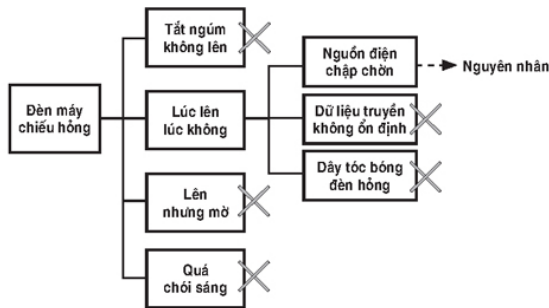 Đèn máy
chiếu hỏng
Tắt ngúm
không lên
Lúc lên
lúc không
Lên
nhưng mờ
Quá
chói sáng
Nguồn điện
chập chờn
Dữ liệu truyền
không ổn định
Dây tóc bóng
đèn hỏng
Nguyên nhân